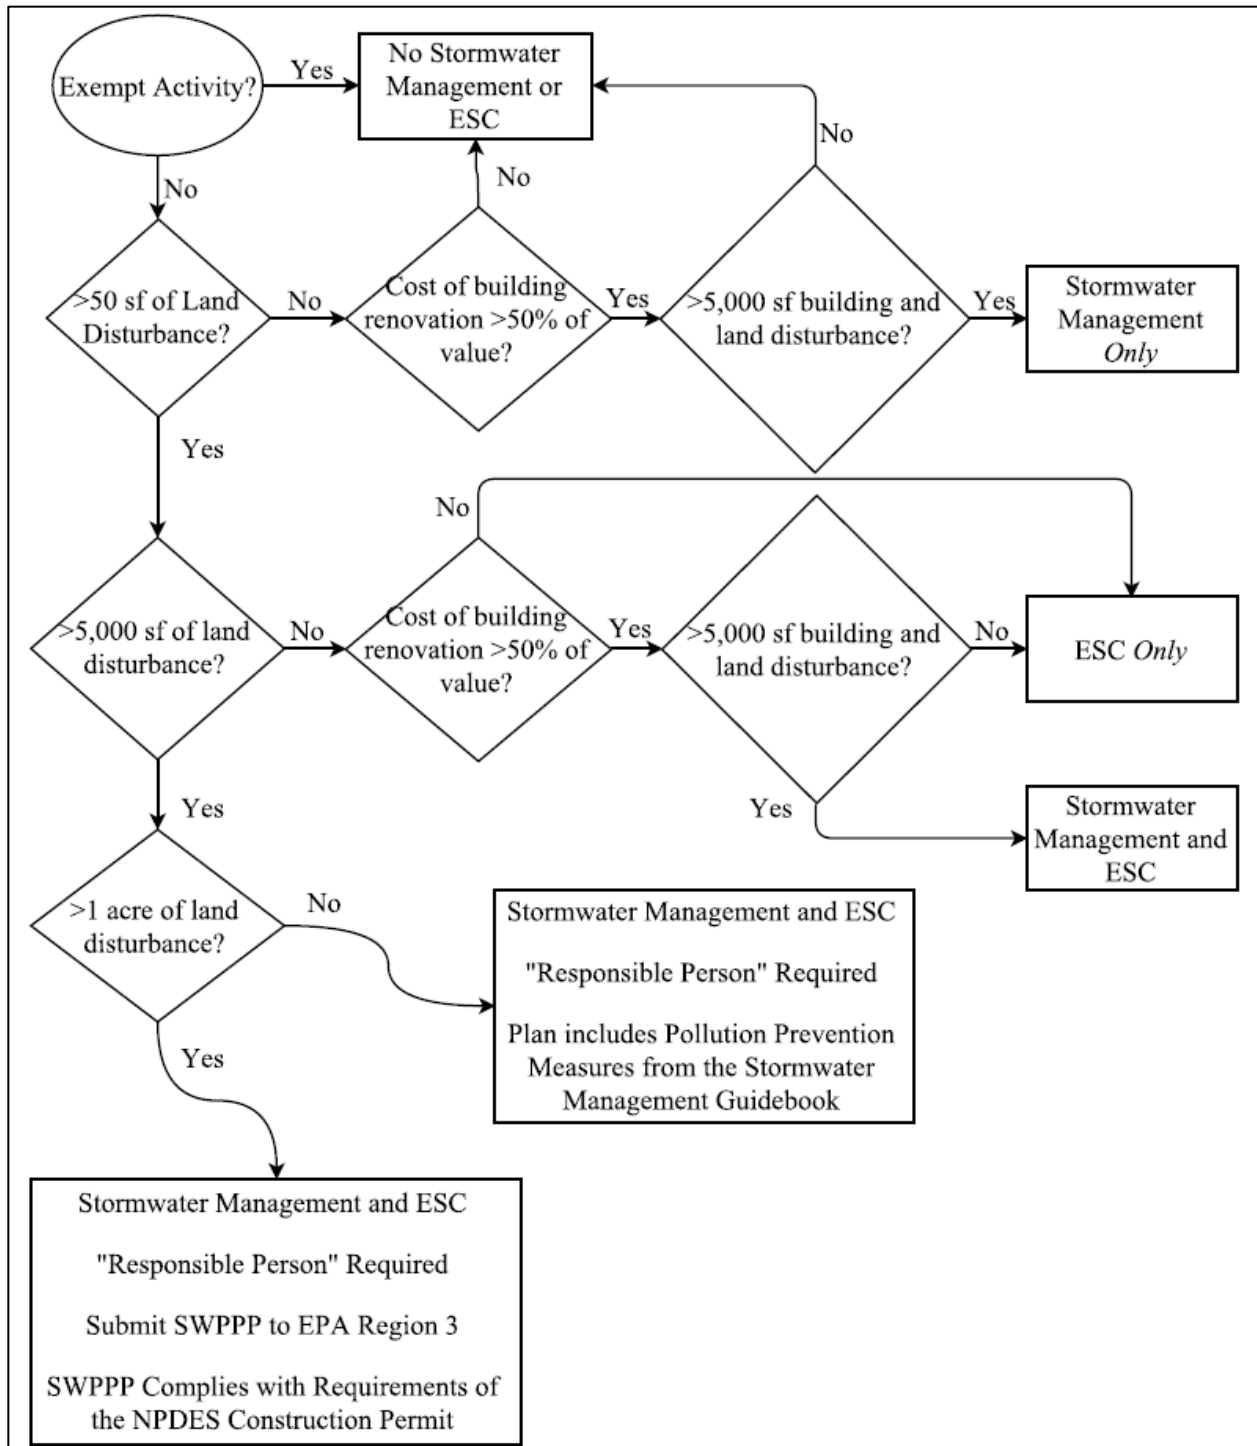 Exempt Activity?
Yes
No Stormwater
Management or
ESC
No
No
No
>50 sf of Land
Disturbance?
No
Cost of building
renovation >50% of
value?
Yes
>5,000 sf building and
land disturbance?
Yes
Stormwater
Management
Only
Yes
No
>5,000 sf of land
disturbance?
No
Cost of building
renovation >50% of
value?
Yes
>5,000 sf building and
land disturbance?
No
ESC Only
Yes
Yes
Stormwater
Management and
ESC
>1 acre of land
disturbance?
No
Stormwater Management and ESC
"Responsible Person" Required
Plan includes Pollution Prevention
Measures from the Stormwater
Management Guidebook
Yes
Stormwater Management and ESC
"Responsible Person" Required
Submit SWPPP to EPA Region 3
SWPPP Complies with Requirements of
the NPDES Construction Permit